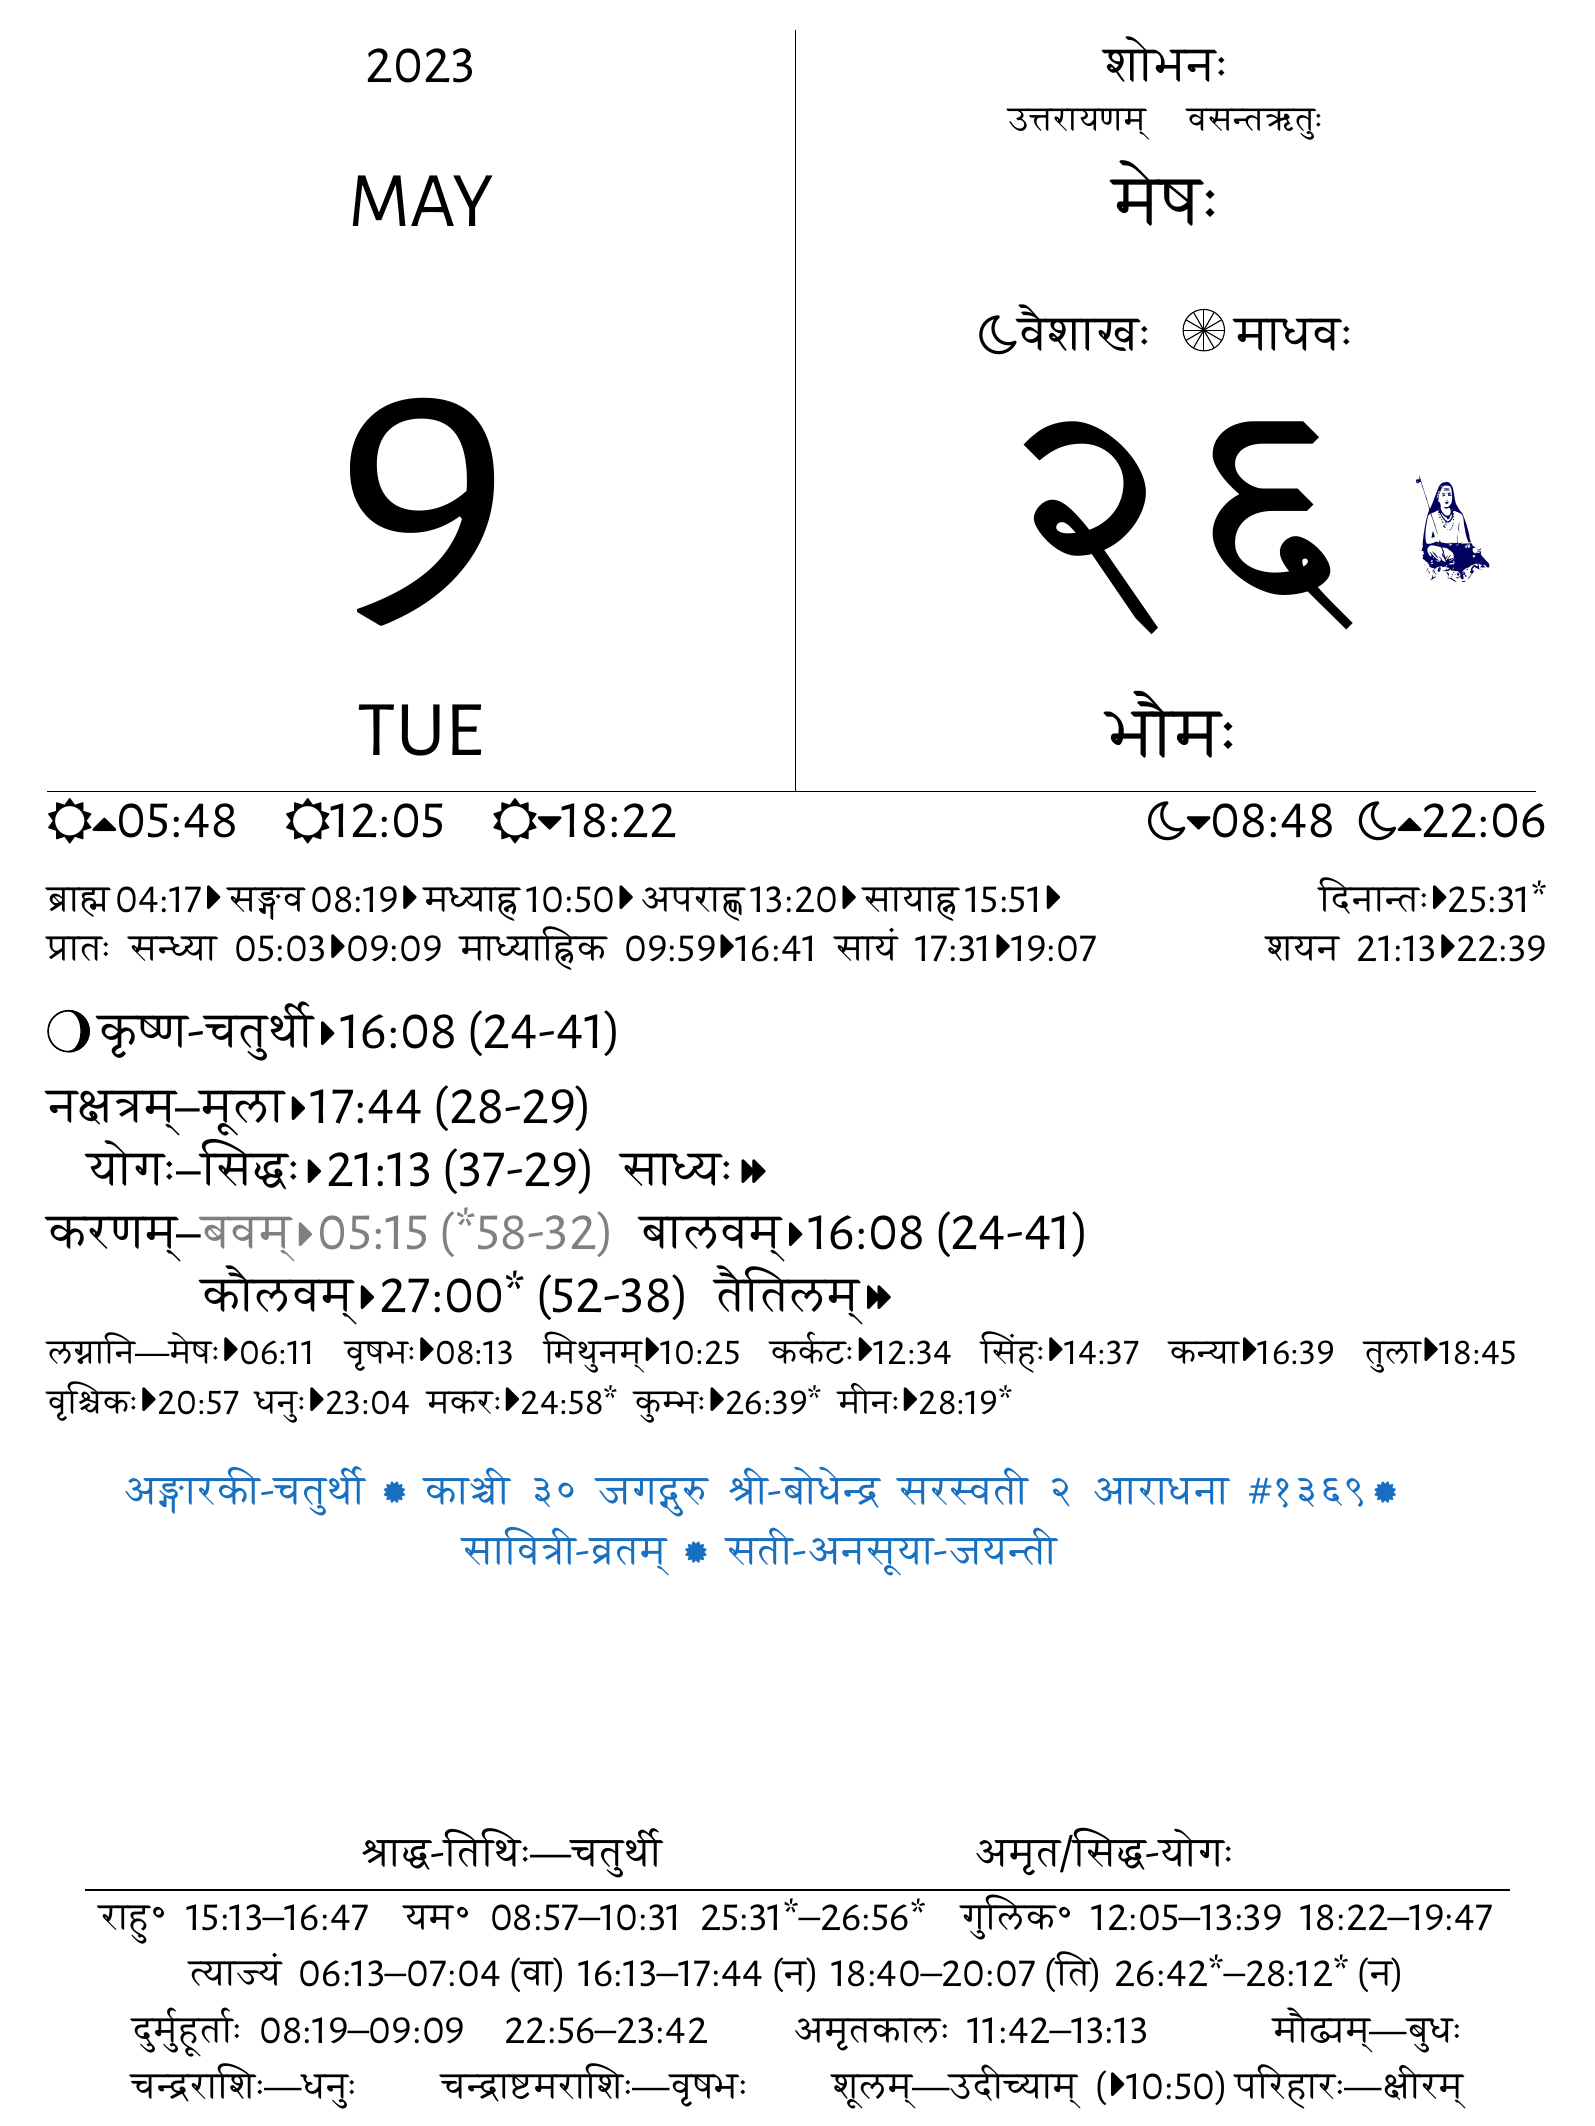 2023
MAY
9
TUE
शोभनः
उत्तरायणम् वसन्तऋतुः
मेषः
वैशाखः माधवः
२६
भौमः
05:48 12:05 18:22 08:48 22:06
ब्राह्म 04:17 सङ्गव 08:19 मध्याह्न 10:50 अपराह्ण 13:20 सायाह्न 15:51 दिनान्तः 25:31*
प्रातः सन्ध्या 05:03 09:09 माध्याह्निक 09:59 16:41 सायं 17:31 19:07 शयन 21:13 22:39
कृष्ण-चतुर्थी 16:08 (24-41)
नक्षत्रम्–मूला 17:44 (28-29)
योगः–सिद्धः 21:13 (37-29) साध्यः
करणम्–बवम् 05:15 (*58-32) बालवम् 16:08 (24-41)
कौलवम् 27:00* (52-38) तैतिलम्
लग्नानि—मेषः 06:11 वृषभः 08:13 मिथुनम् 10:25 कर्कटः 12:34 सिंहः 14:37 कन्या 16:39 तुला 18:45
वृश्चिकः 20:57 धनुः 23:04 मकरः 24:58* कुम्भः 26:39* मीनः 28:19*
अङ्गारकी-चतुर्थी काञ्ची ३० जगद्गुरु श्री-बोधेन्द्र सरस्वती २ आराधना #१३६९
सावित्री-व्रतम् सती-अनसूया-जयन्ती
श्राद्ध-तिथिः—चतुर्थी अमृत/सिद्ध-योगः
राहु॰ 15:13–16:47 यम॰ 08:57–10:31 25:31*–26:56* गुलिक॰ 12:05–13:39 18:22–19:47
त्याज्यं 06:13–07:04 (वा) 16:13–17:44 (न) 18:40–20:07 (ति) 26:42*–28:12* (न)
दुर्मुहूर्ताः 08:19–09:09 22:56–23:42 अमृतकालः 11:42–13:13 मौढ्यम्—बुधः
चन्द्रराशिः—धनुः चन्द्राष्टमराशिः—वृषभः शूलम्—उदीच्याम् (10:50) परिहारः—क्षीरम्